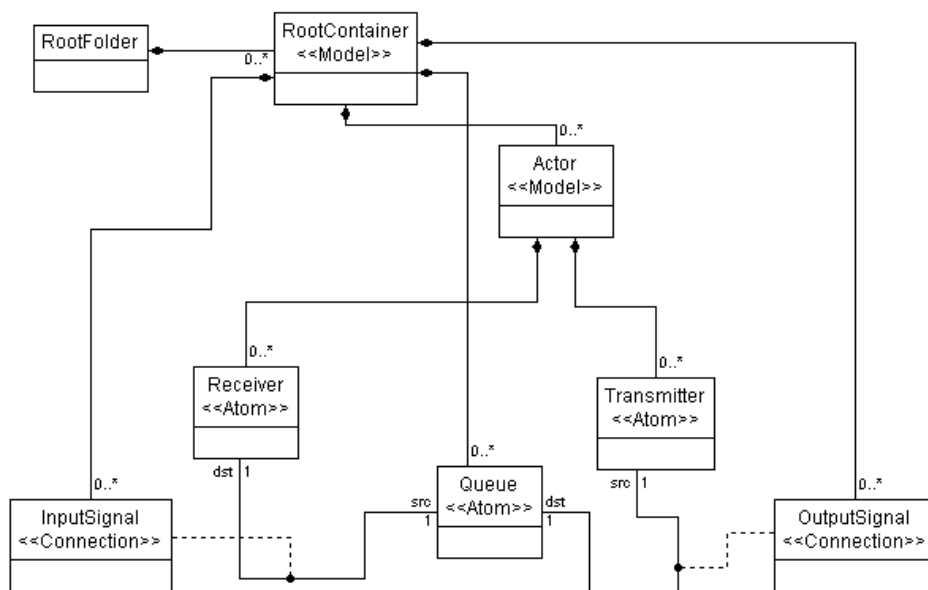 RootFolder
RootContainer
<<Model>>
0..*
0..*
Actor
<<Model>>
0..*
0..*
Receiver
<<Atom>>
Transmitter
<<Atom>>
0..*
dst 1
src 1
0..*
0..*
InputSignal
<<Connection>>
src
1
Queue
<<Atom>>
dst
1
OutputSignal
<<Connection>>